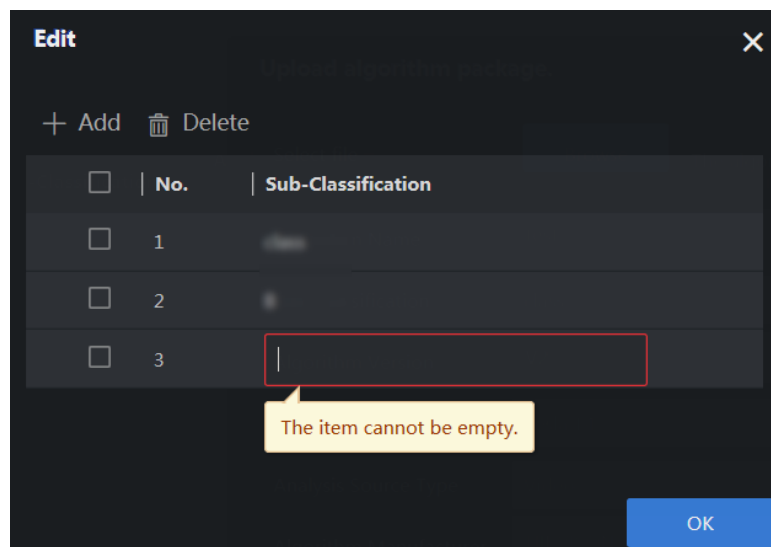 Edit
Add Delete
No. Sub-Classification
1
2
3
The item cannot be empty.
OK